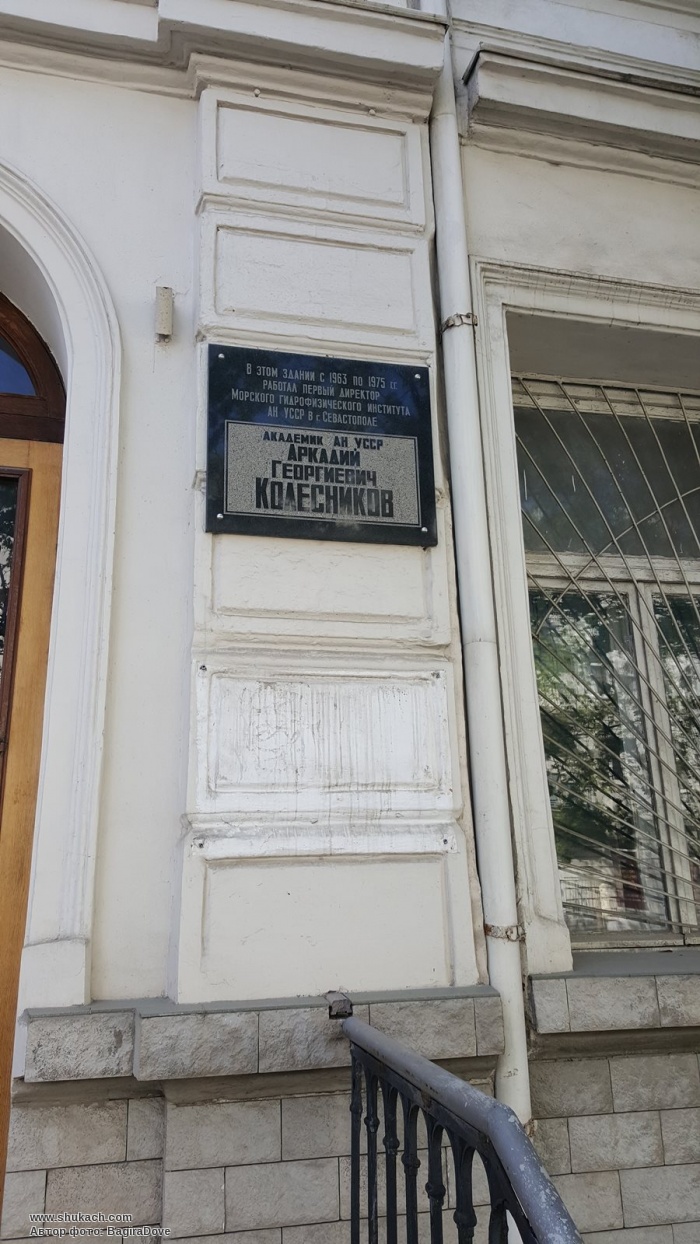 В ЭТОМ ЗДАНИИ С 1963 ПО 1975 гг.
РАБОТАЛ ПЕРВЫЙ ДИРЕКТОР
МОРСКОГО ГИДРОФИЗИЧЕСКОГО ИНСТИТУТА
АН УССР В г. СЕВАСТОПОЛЕ
АКАДЕМИК АН УССР
АРКАДИЙ
ГЕОРГИЕВИЧ
КОЛЕСНИКОВ
www.shukach.com
Автор фото: BagiraDove